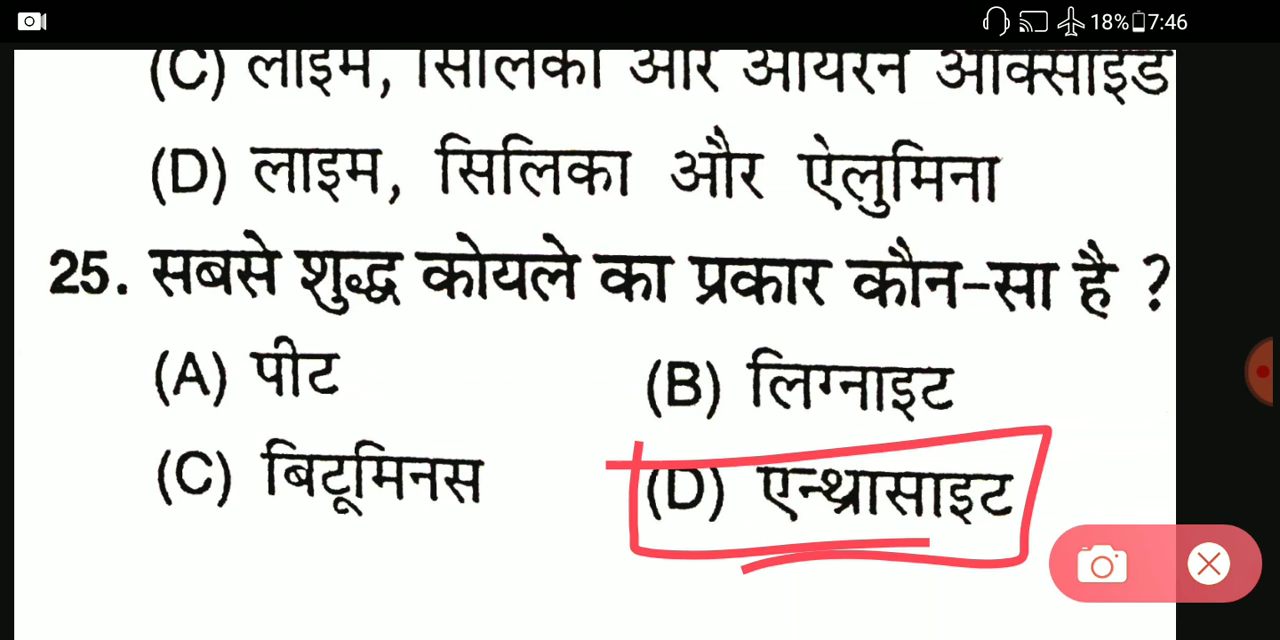 18% 7:46
(C) लाइम, सिलिका और आयरन ऑक्साइड
(D) लाइम, सिलिका और ऐलुमिना
25. सबसे शुद्ध कोयले का प्रकार कौन-सा है ?
(A) पीट (B) लिग्नाइट
(C) बिटूमिनस (D) एन्थ्रासाइट